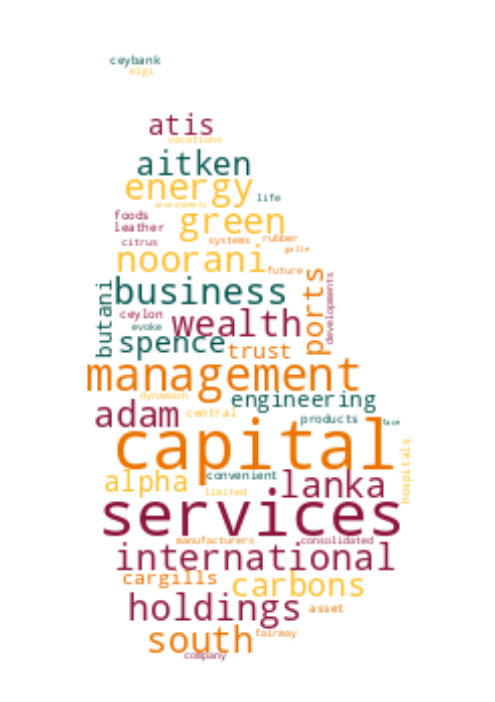 ceybank
elgi
atis
vacations
aitken
energy
life
foods
green
leather
citrus
systems
rubber
galle
noorani
future
butani
business
ports
developments
ceylon
wealth
evoke
spence
trust
management
dynawash
engineering
adam
central
products
face
capital
hospitals
convenient
alpha
lanka
limited
services
manufacturers
consolidated
international
cargills
carbons
holdings
asset
south
fairway
company